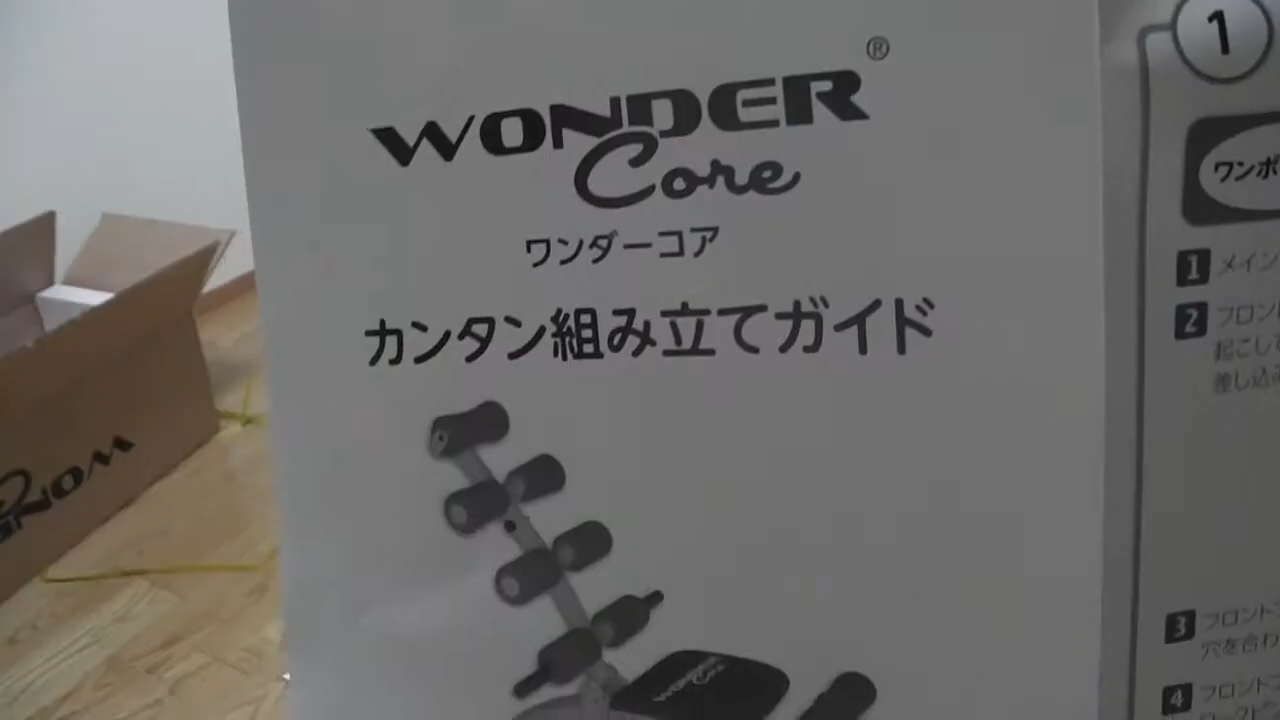 WONDER®
Core
ワンダーコア
カンタン組み立てガイド
1
ワンポ
1 メイン
2 フロン
起こして
差し込み
3 フロント
穴を合わ
4 フロント
WONDER
WONDE